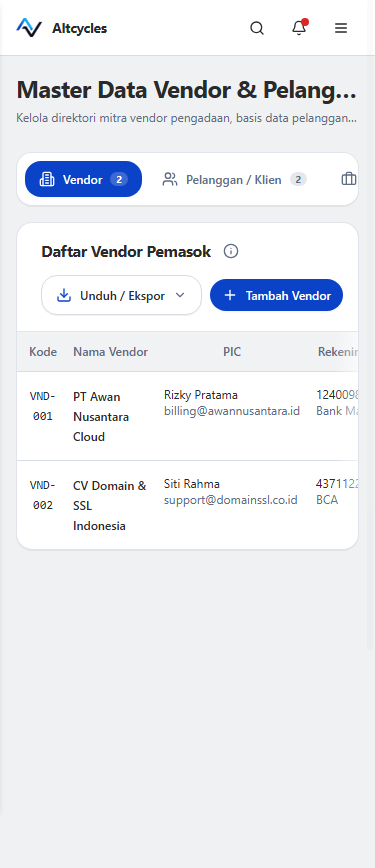 Altcycles
Master Data Vendor & Pelang...
Kelola direktori mitra vendor pengadaan, basis data pelanggan...
Vendor 2
Pelanggan / Klien 2
Daftar Vendor Pemasok
Unduh / Ekspor
Tambah Vendor
Kode Nama Vendor PIC Rekenin
VND-001 PT Awan Nusantara Cloud Rizky Pratama billing@awannusantara.id 1240098 Bank Ma
VND-002 CV Domain & SSL Indonesia Siti Rahma support@domainssl.co.id 4371122 BCA